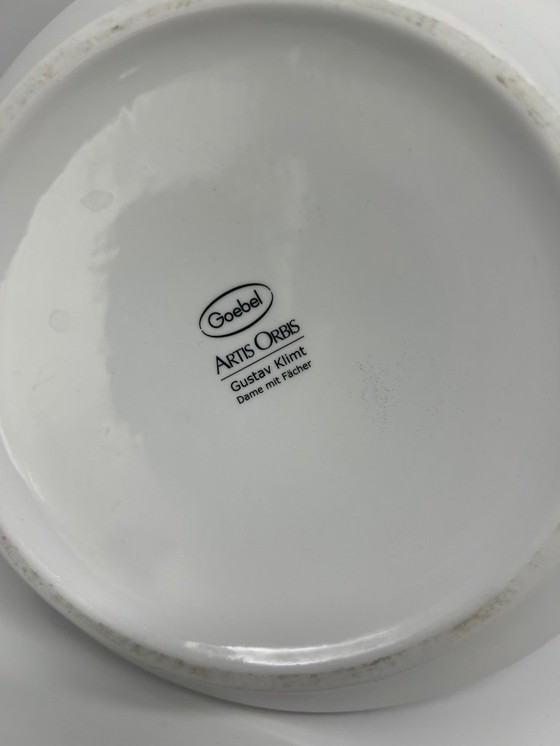 Goebel
ARTIS ORBIS
Gustav Klimt
Dame mit Fächer